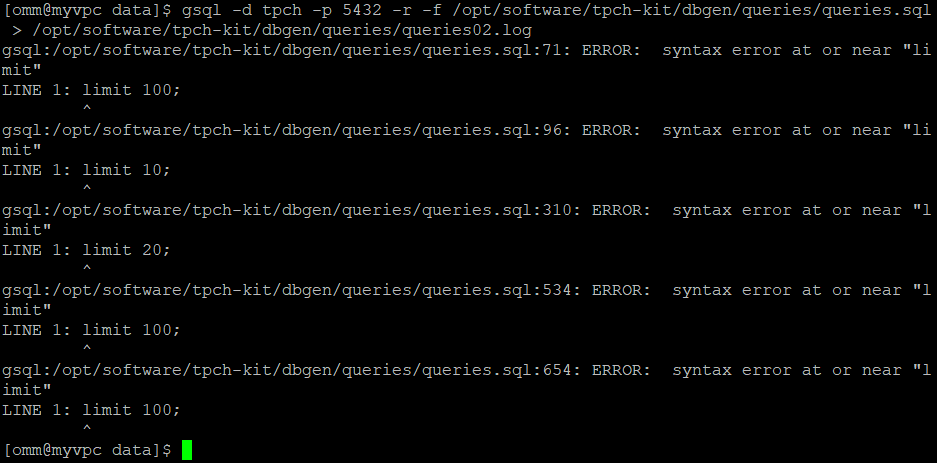 [omm@myvpc data]$ gsql -d tpch -p 5432 -r -f /opt/software/tpch-kit/dbgen/queries/queries.sql
 > /opt/software/tpch-kit/dbgen/queries/queries02.log
gsql:/opt/software/tpch-kit/dbgen/queries/queries.sql:71: ERROR:  syntax error at or near "li
mit"
LINE 1: limit 100;
        ^
gsql:/opt/software/tpch-kit/dbgen/queries/queries.sql:96: ERROR:  syntax error at or near "li
mit"
LINE 1: limit 10;
        ^
gsql:/opt/software/tpch-kit/dbgen/queries/queries.sql:310: ERROR:  syntax error at or near "l
imit"
LINE 1: limit 20;
        ^
gsql:/opt/software/tpch-kit/dbgen/queries/queries.sql:534: ERROR:  syntax error at or near "l
imit"
LINE 1: limit 100;
        ^
gsql:/opt/software/tpch-kit/dbgen/queries/queries.sql:654: ERROR:  syntax error at or near "l
imit"
LINE 1: limit 100;
        ^
[omm@myvpc data]$